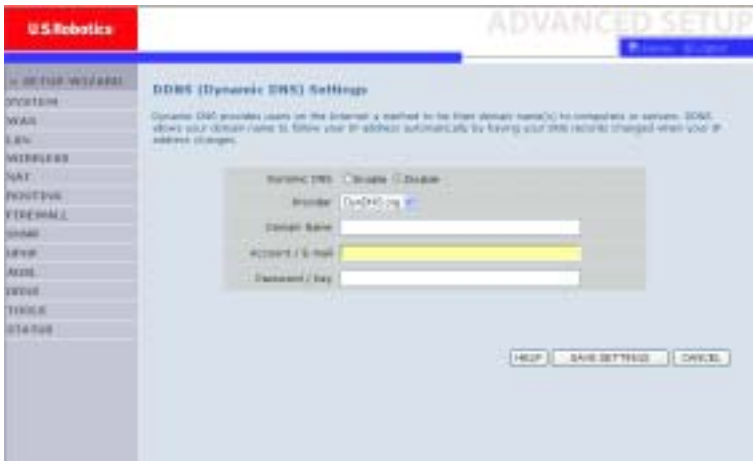 U.S.Robotics
ADVANCED SETUP
Home Logout
» SETUP WIZARD
SYSTEM
WAN
LAN
WIRELESS
NAT
ROUTING
FIREWALL
SNMP
UPnP
ADSL
DDNS
TOOLS
STATUS
DDNS (Dynamic DNS) Settings
Dynamic DNS provides users on the Internet a method to tie their domain name(s) to computers or servers. DDNS
allows your domain name to follow your IP address automatically by having your DNS records changed when your IP
address changes.
Dynamic DNS Enable Disable
Provider DynDNS.org
Domain Name
Account / E-mail
Password / Key
HELP SAVE SETTINGS CANCEL